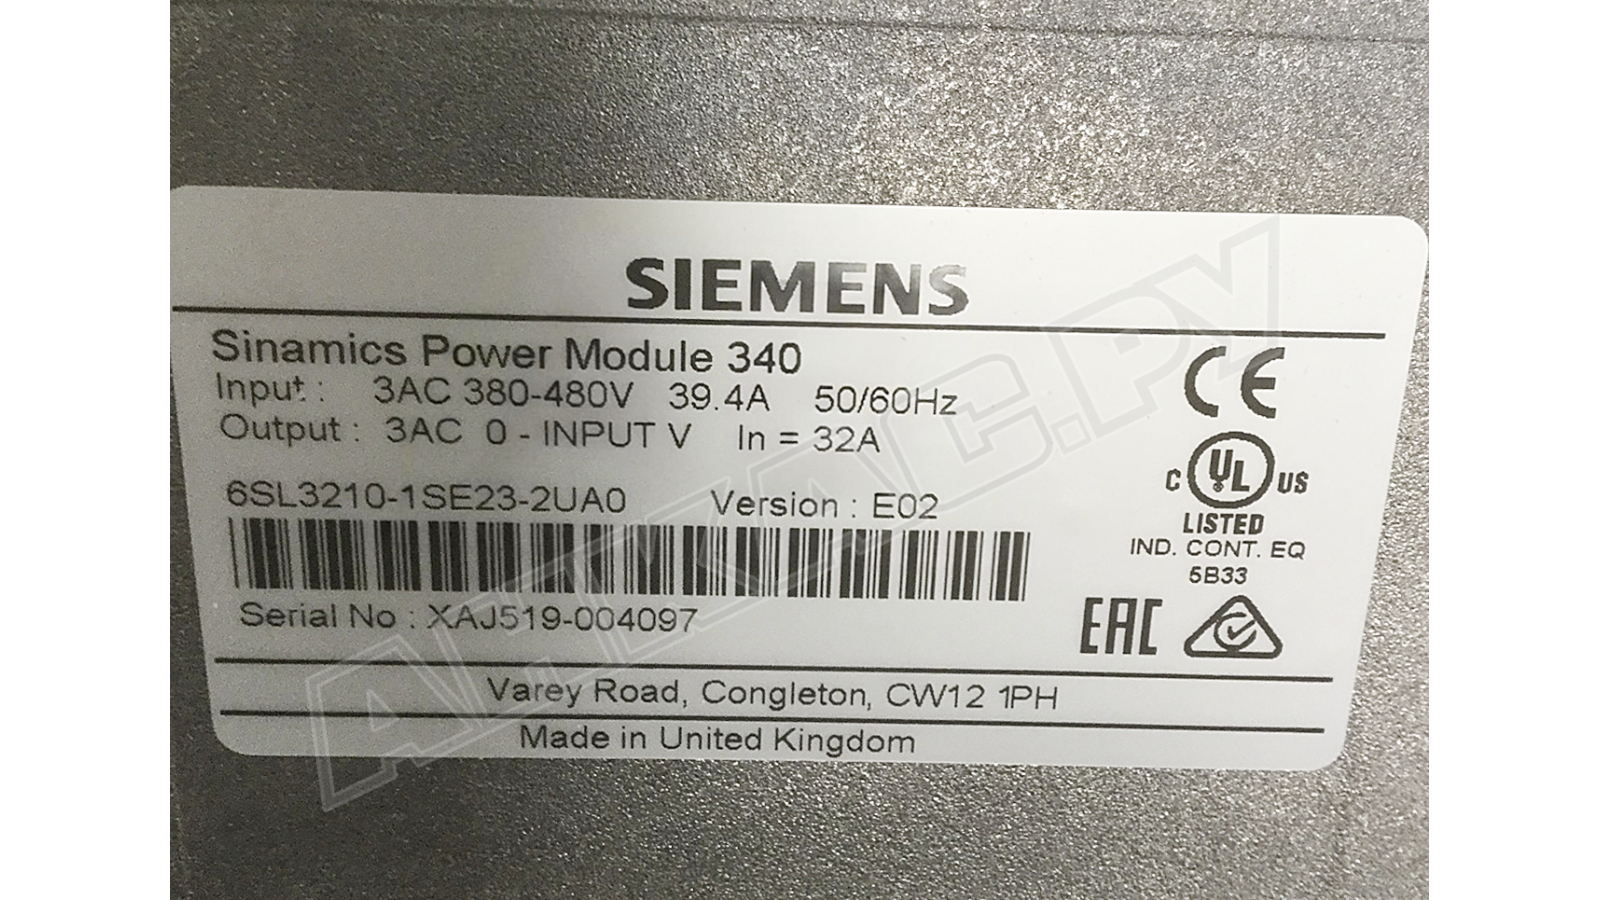 SIEMENS
Sinamics Power Module 340
Input : 3AC 380-480V 39.4A 50/60Hz
Output : 3AC 0 - INPUT V In = 32A
6SL3210-1SE23-2UA0 Version : E02
Serial No : XAJ519-004097
CE
C UL US
LISTED
IND. CONT. EQ
5B33
EAC
Varey Road, Congleton, CW12 1PH
Made in United Kingdom